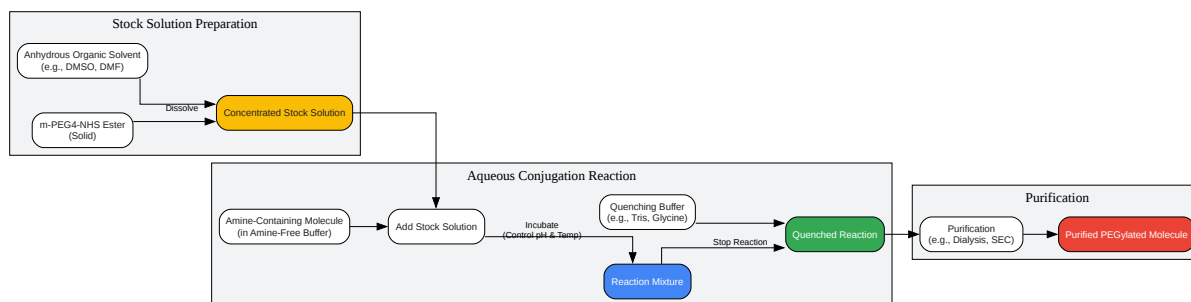 Stock Solution Preparation
Anhydrous Organic Solvent
(e.g., DMSO, DMF)
Dissolve
Concentrated Stock Solution
m-PEG4-NHS Ester
(Solid)
Aqueous Conjugation Reaction
Amine-Containing Molecule
(in Amine-Free Buffer)
Add Stock Solution
Incubate
(Control pH & Temp)
Quenching Buffer
(e.g., Tris, Glycine)
Stop Reaction
Reaction Mixture
Quenched Reaction
Purification
Purification
(e.g., Dialysis, SEC)
Purified PEGylated Molecule